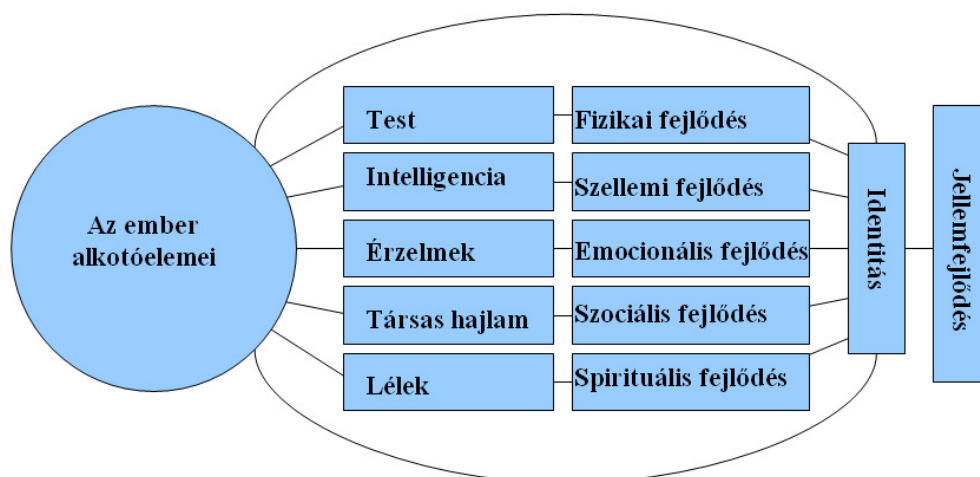 Az ember
alkotóelemei
Test
Fizikai fejlődés
Intelligencia
Szellemi fejlődés
Érzelmek
Emocionális fejlődés
Társas hajlam
Szociális fejlődés
Lélek
Spirituális fejlődés
Identitás
Jellemfejlődés